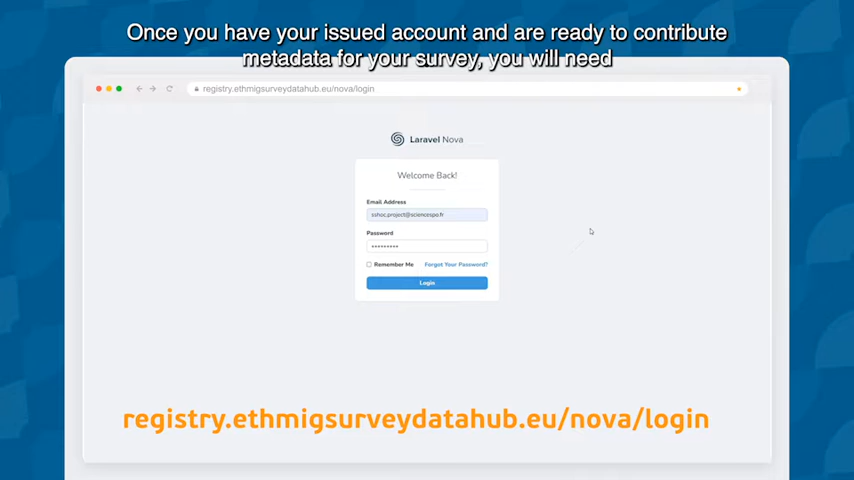 Once you have your issued account and are ready to contribute
metadata for your survey, you will need
registry.ethmigsurveydatahub.eu/nova/login
Laravel Nova
Welcome Back!
Email Address
sshoc.project@sciencespo.fr
Password
•••••••••
Remember Me
Forgot Your Password?
Login
registry.ethmigsurveydatahub.eu/nova/login